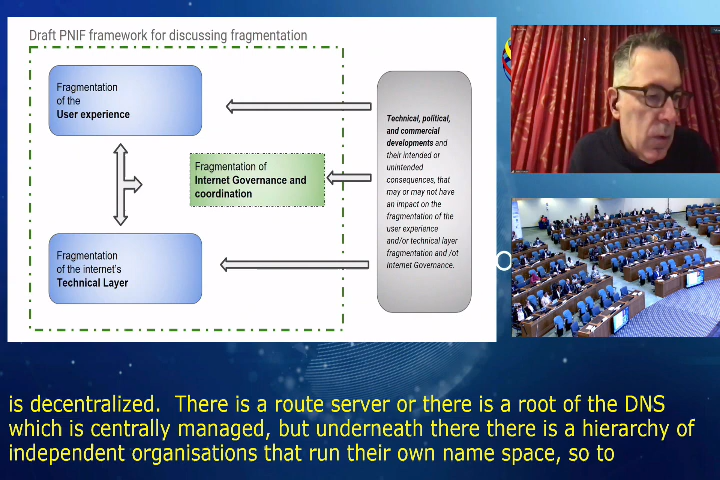 Draft PNIF framework for discussing fragmentation
Fragmentation
of the
User experience
Fragmentation of
Internet Governance and
coordination
Fragmentation
of the internet's
Technical Layer
Technical, political,
and commercial
developments and
their intended or
unintended
consequences, that
may or may not have
an impact on the
fragmentation of the
user experience
and/or technical layer
fragmentation and /ot
Internet Governance.
is decentralized.  There is a route server or there is a root of the DNS
which is centrally managed, but underneath there there is a hierarchy of
independent organisations that run their own name space, so to